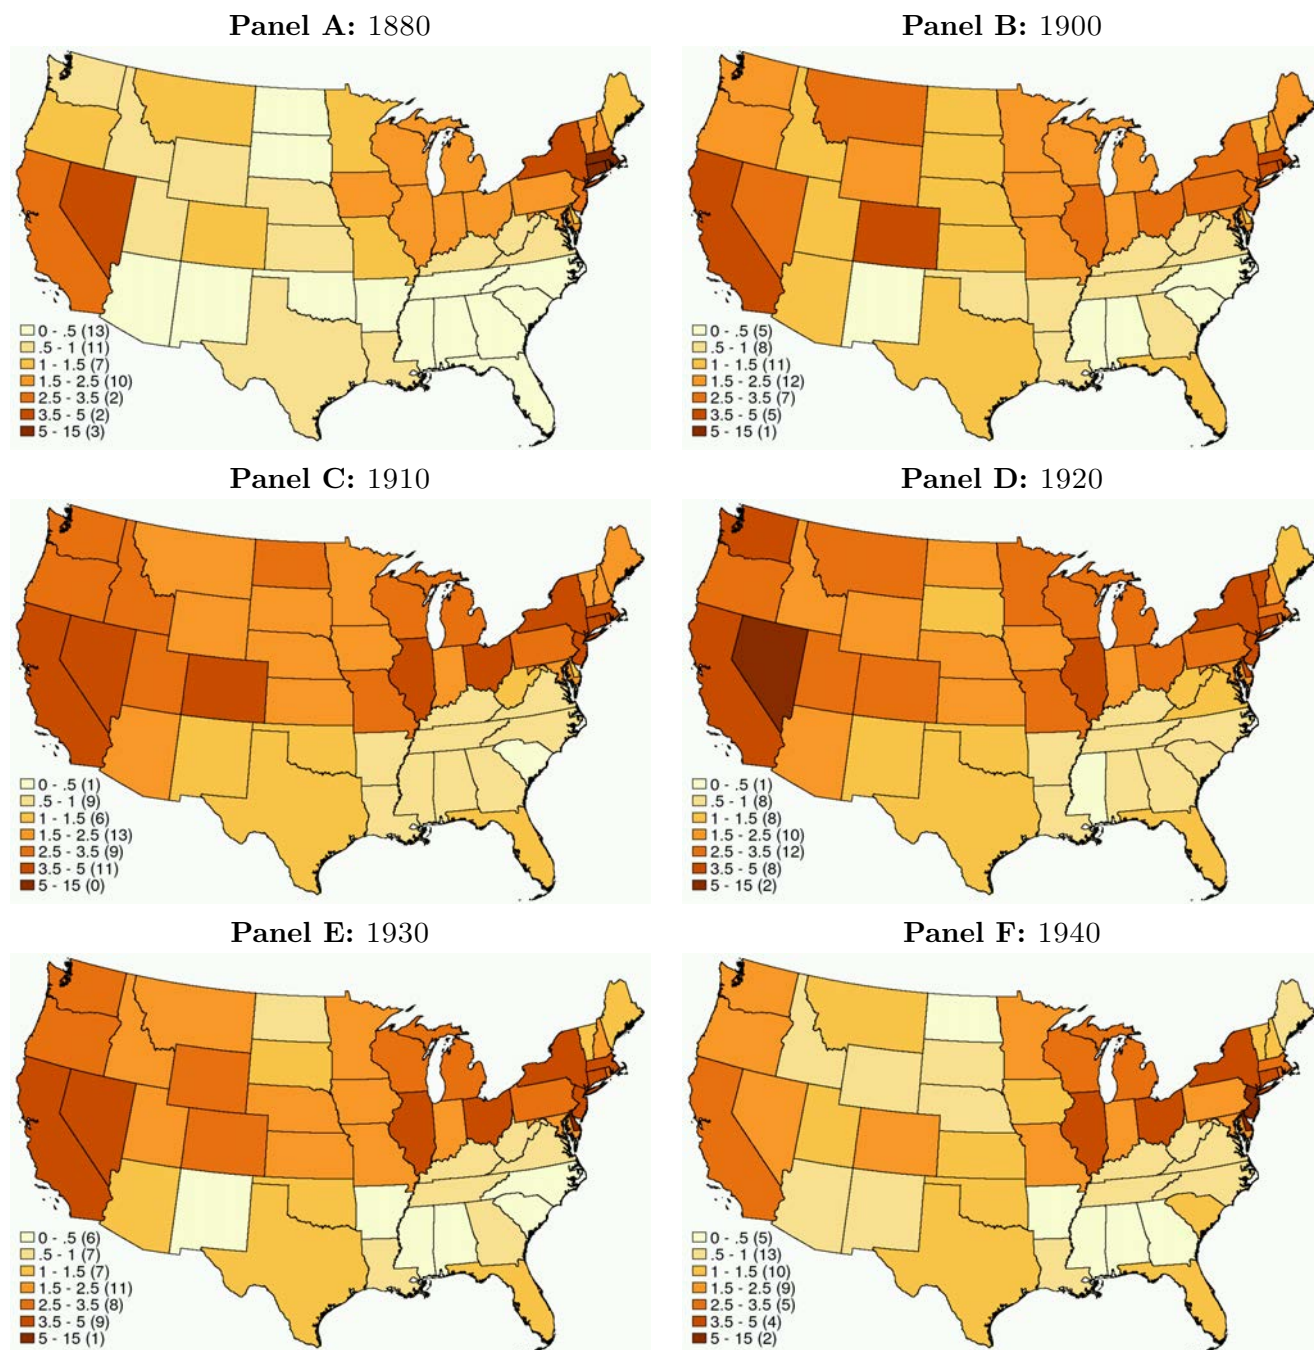 Panel A: 1880
0 - .5 (13)
.5 - 1 (11)
1 - 1.5 (7)
1.5 - 2.5 (10)
2.5 - 3.5 (2)
3.5 - 5 (2)
5 - 15 (3)
Panel B: 1900
0 - .5 (5)
.5 - 1 (8)
1 - 1.5 (11)
1.5 - 2.5 (12)
2.5 - 3.5 (7)
3.5 - 5 (5)
5 - 15 (1)
Panel C: 1910
0 - .5 (1)
.5 - 1 (9)
1 - 1.5 (6)
1.5 - 2.5 (13)
2.5 - 3.5 (9)
3.5 - 5 (11)
5 - 15 (0)
Panel D: 1920
0 - .5 (1)
.5 - 1 (8)
1 - 1.5 (8)
1.5 - 2.5 (10)
2.5 - 3.5 (12)
3.5 - 5 (8)
5 - 15 (2)
Panel E: 1930
0 - .5 (6)
.5 - 1 (7)
1 - 1.5 (7)
1.5 - 2.5 (11)
2.5 - 3.5 (8)
3.5 - 5 (9)
5 - 15 (1)
Panel F: 1940
0 - .5 (5)
.5 - 1 (13)
1 - 1.5 (10)
1.5 - 2.5 (9)
2.5 - 3.5 (5)
3.5 - 5 (4)
5 - 15 (2)